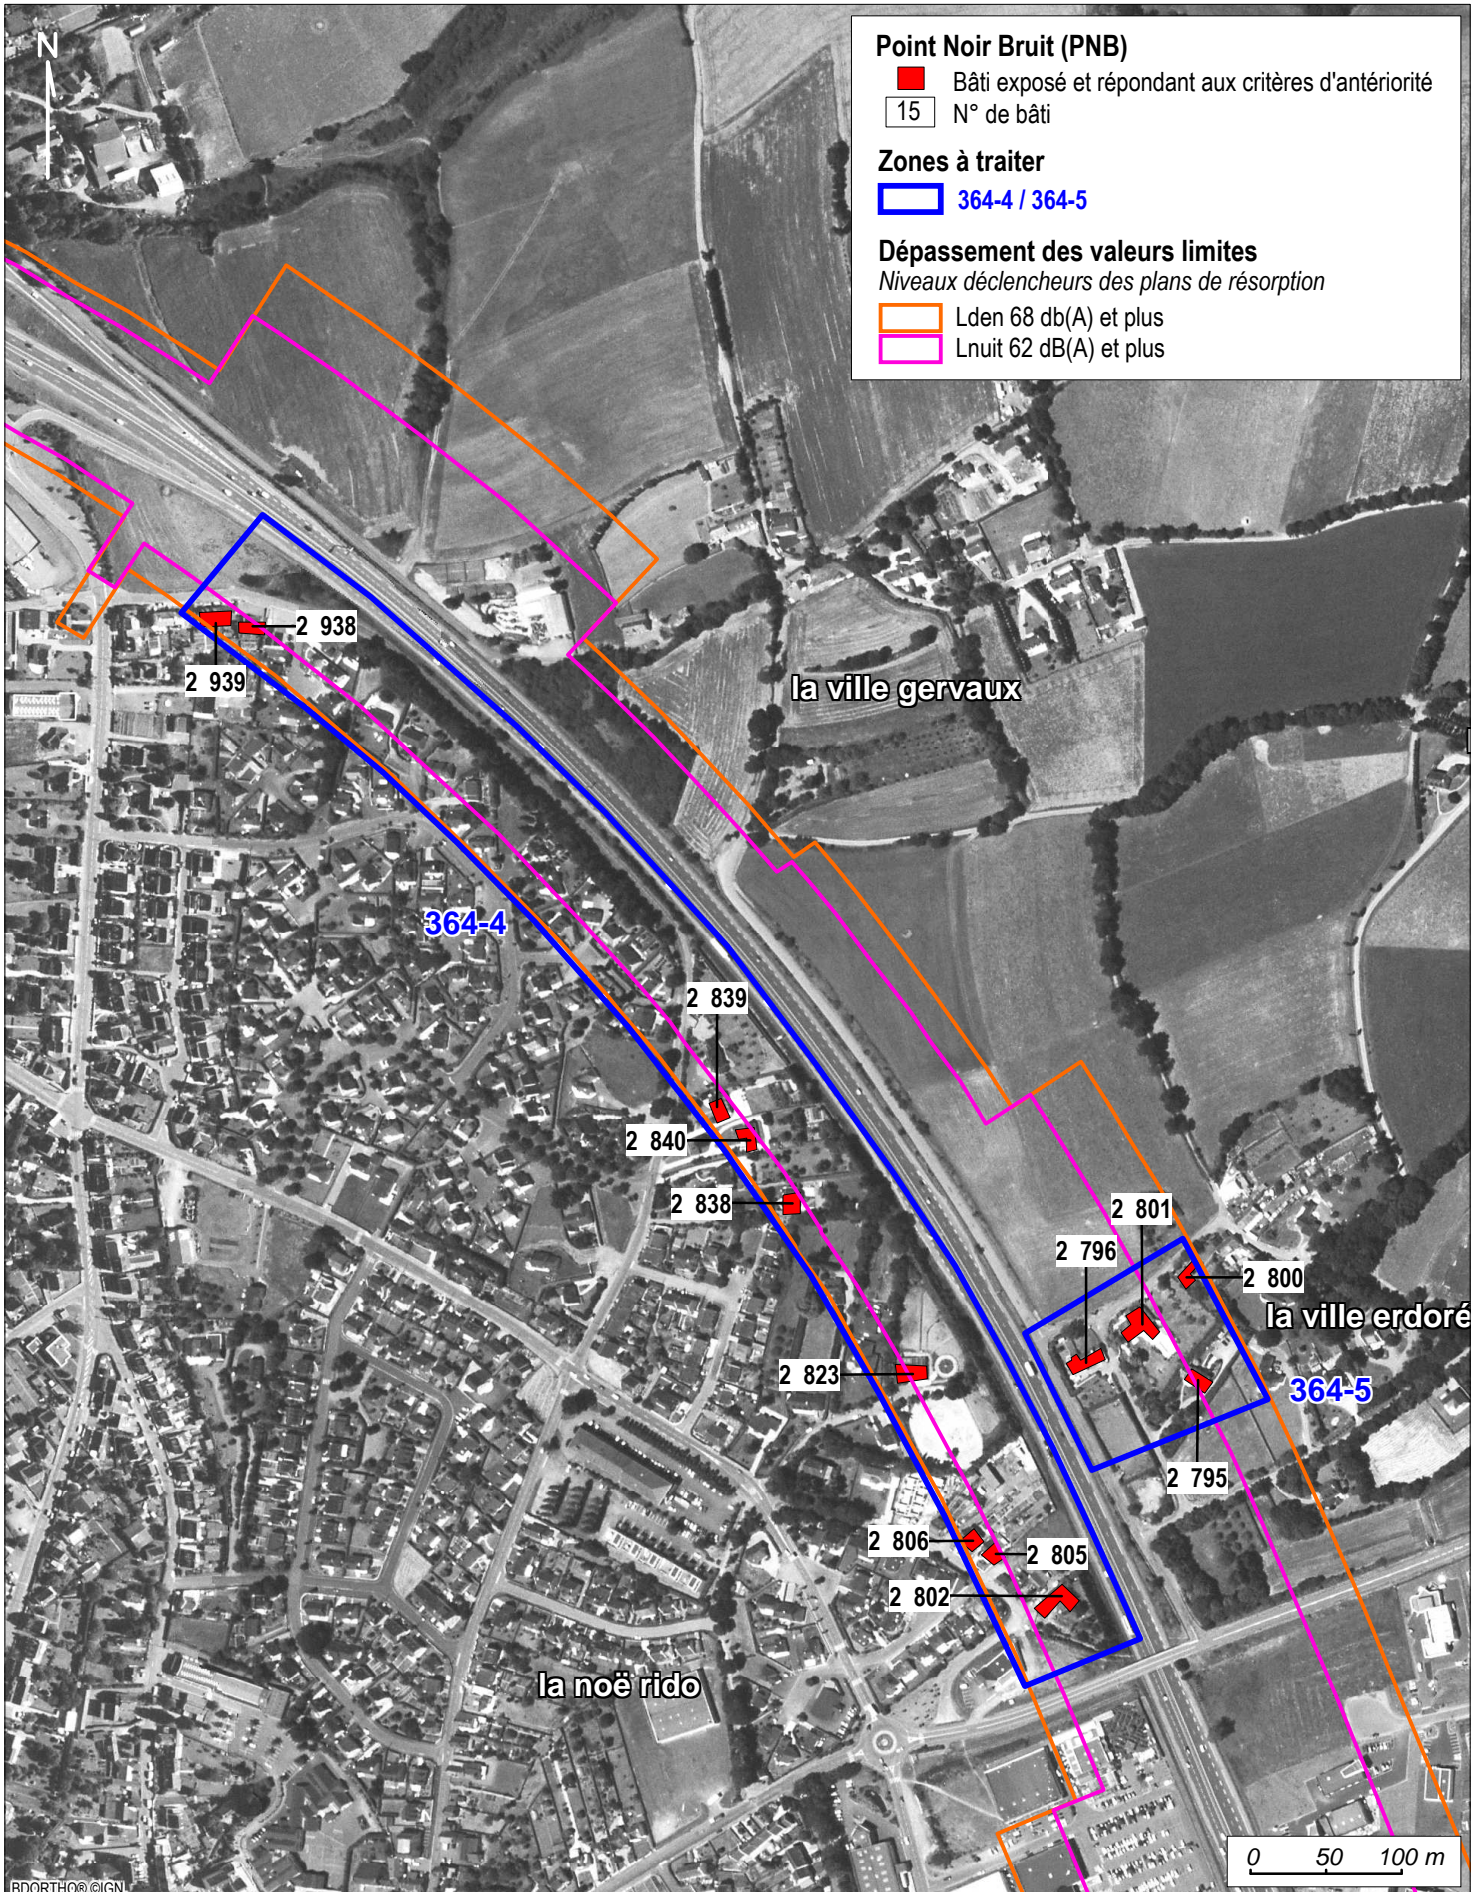 N
Point Noir Bruit (PNB)
Bâti exposé et répondant aux critères d'antériorité
15 N° de bâti
Zones à traiter
364-4 / 364-5
Dépassement des valeurs limites
Niveaux déclencheurs des plans de résorption
Lden 68 db(A) et plus
Lnuit 62 dB(A) et plus
2 938
2 939
la ville gervaux
364-4
2 839
2 840
2 838
2 801
2 796
2 800
la ville erdoré
2 823
364-5
2 795
2 806
2 805
2 802
la noë rido
0 50 100 m
BDORTHO® ©IGN